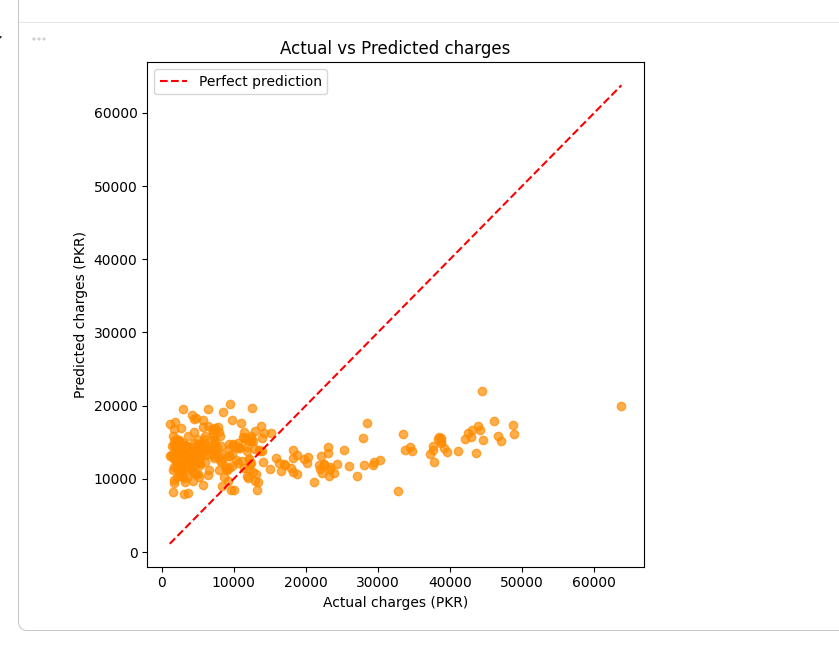 Actual vs Predicted charges
Perfect prediction
60000
50000
40000
30000
20000
10000
0
Predicted charges (PKR)
0 10000 20000 30000 40000 50000 60000
Actual charges (PKR)